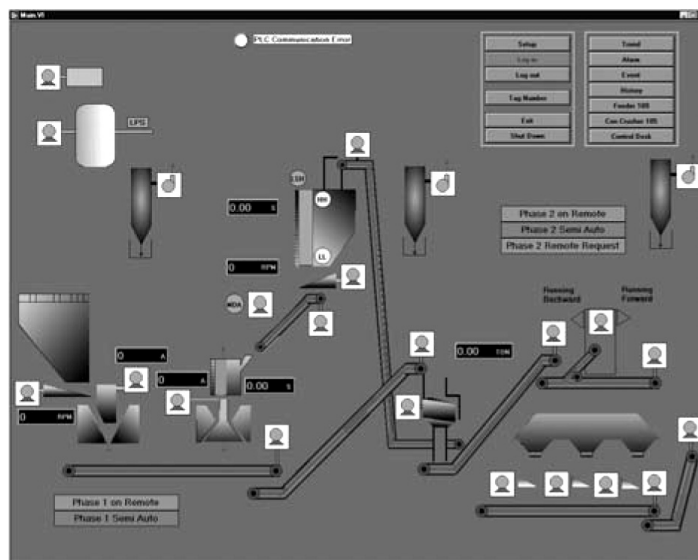 Main.VI
PLC Communication Error
Setup
Log in
Log out
Tag Number
Exit
Shut Down
Trend
Alarm
Event
History
Feeder 108
Con.Crusher 105
Control Desk
LPS
LSH
HH
0.00 %
LL
0 RPM
MDA
Phase 2 on Remote
Phase 2 Semi Auto
Phase 2 Remote Request
Running Backward
Running Forward
0 A
0 A
0.00 %
0.00 TON
0 RPM
Phase 1 on Remote
Phase 1 Semi Auto